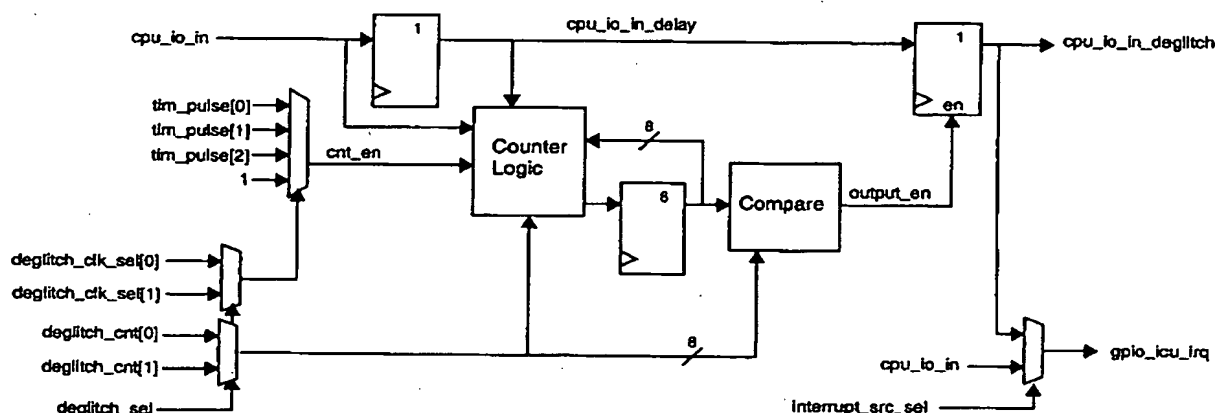 cpu_io_in
1
cpu_io_in_delay
1
cpu_io_in_deglitch
en
tim_pulse[0]
tim_pulse[1]
tim_pulse[2]
1
cnt_en
Counter
Logic
8
6
Compare
output_en
deglitch_clk_sel[0]
deglitch_clk_sel[1]
deglitch_cnt[0]
deglitch_cnt[1]
deglitch_sel
8
cpu_io_in
gpio_icu_irq
interrupt_src_sel